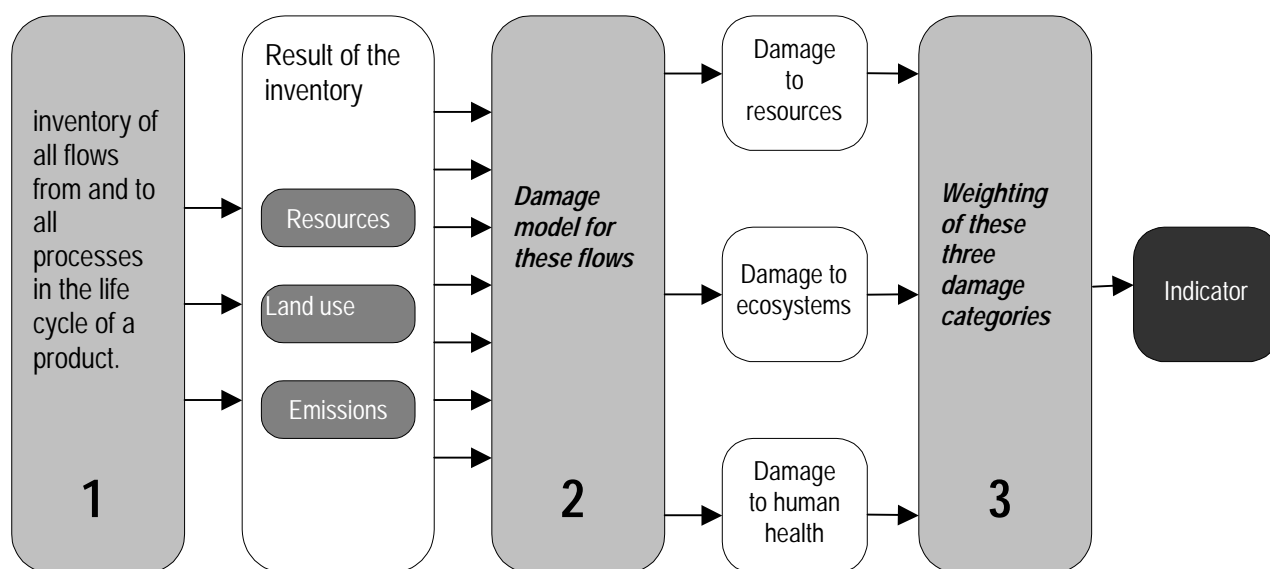 inventory of
all flows
from and to
all
processes
in the life
cycle of a
product.
1
Result of the
inventory
Resources
Land use
Emissions
Damage
model for
these flows
2
Damage
to
resources
Damage to
ecosystems
Damage
to human
health
Weighting
of these
three
damage
categories
3
Indicator